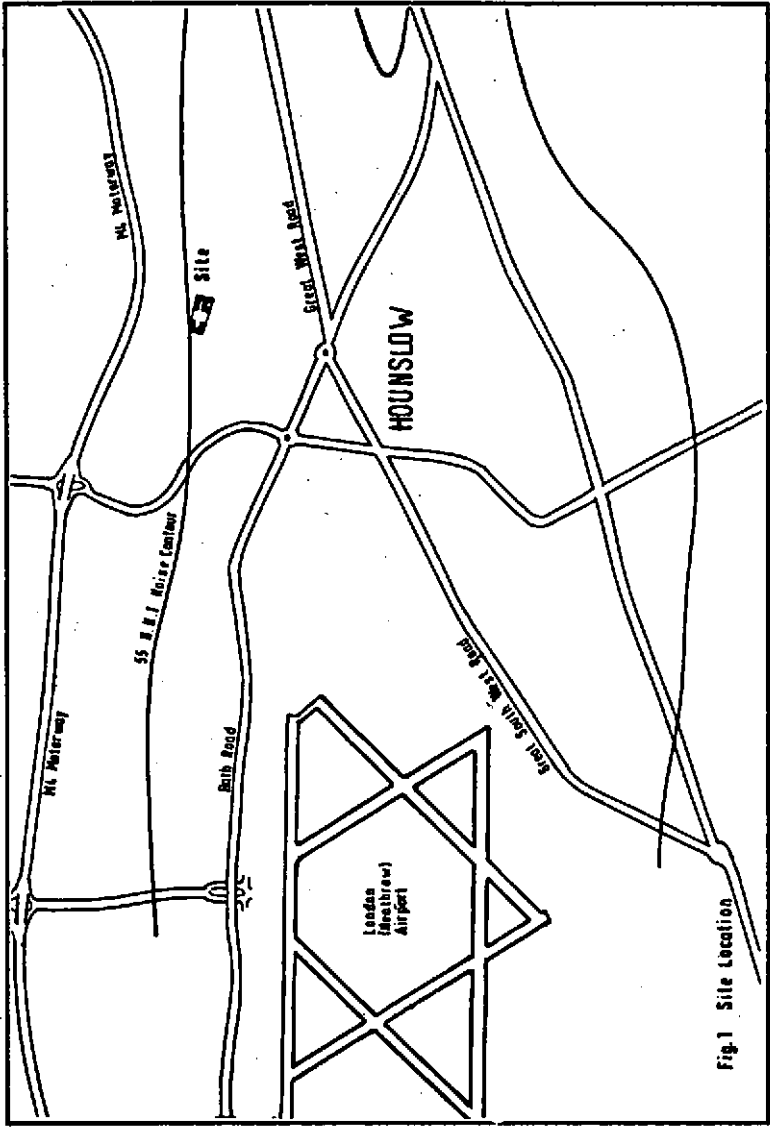 M4 Motorway
Site
Great West Road
HOUNSLOW
55 N.N.I Noise Contour
M4 Motorway
Bath Road
Great South West Road
London
(Heathrow)
Airport
Fig.1 Site Location